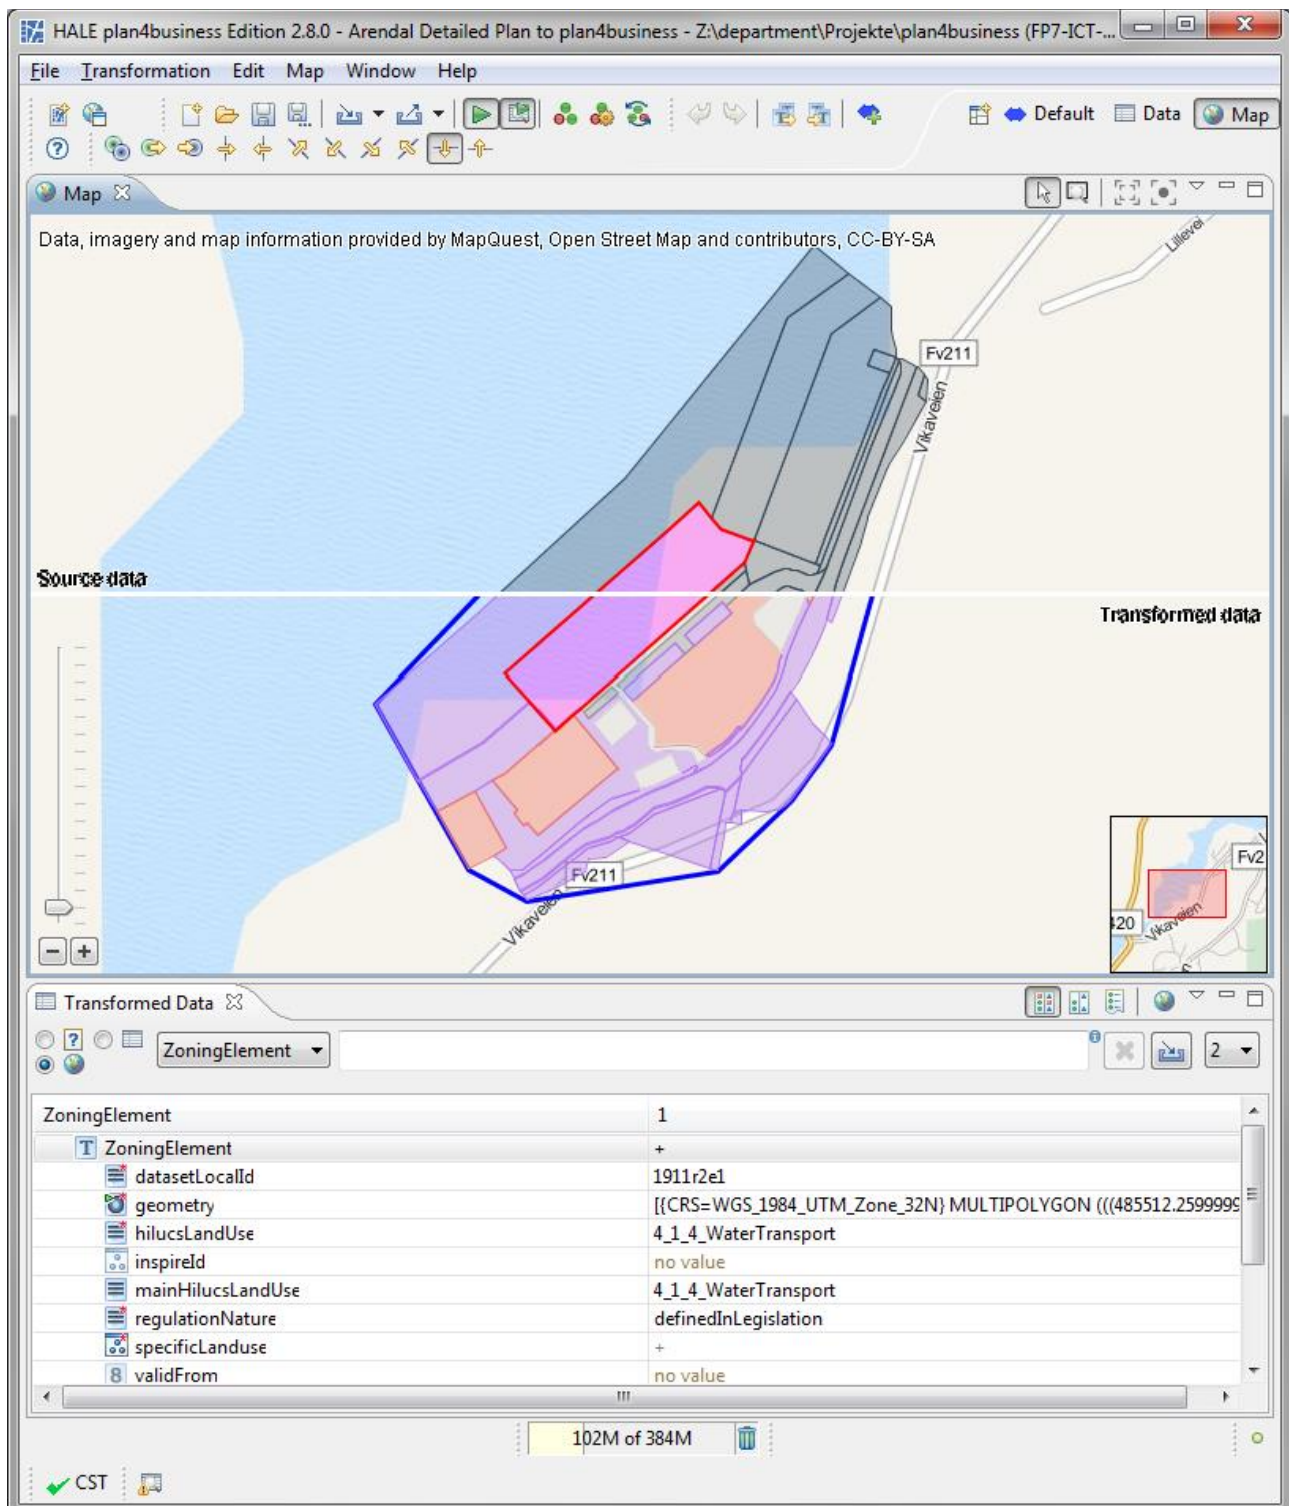 HALE plan4business Edition 2.8.0 - Arendal Detailed Plan to plan4business - Z:\department\Projekte\plan4business (FP7-ICT-...
File Transformation Edit Map Window Help
Default Data Map
Map
Data, imagery and map information provided by MapQuest, Open Street Map and contributors, CC-BY-SA
Lillevei
Fv211
Vikaveien
Source data
Transformed data
Fv2
Fv211
420
Vikaveien
Vikaveien
Transformed Data
ZoningElement 2
ZoningElement 1
T ZoningElement +
datasetLocalId 1911r2e1
geometry [{CRS=WGS_1984_UTM_Zone_32N} MULTIPOLYGON (((485512.2599999
hilucsLandUse 4_1_4_WaterTransport
inspireId no value
mainHilucsLandUse 4_1_4_WaterTransport
regulationNature definedInLegislation
specificLanduse +
8 validFrom no value
102M of 384M
CST